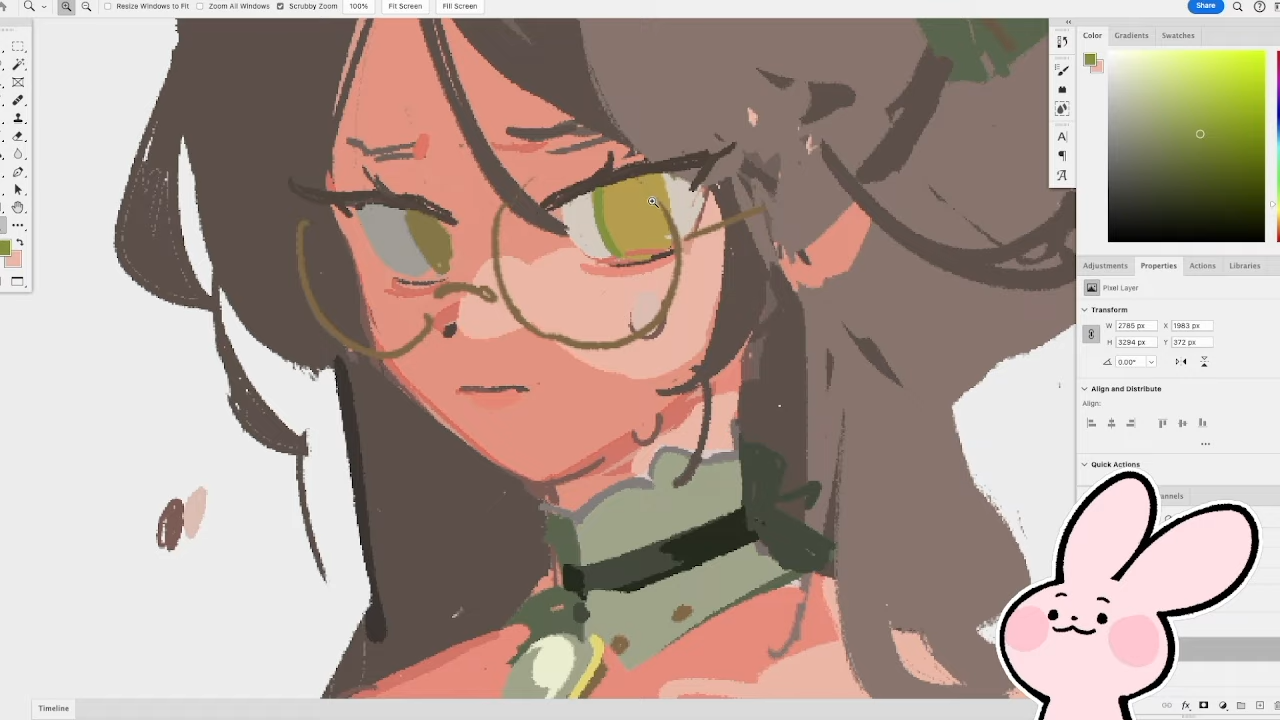 Resize Windows to Fit Zoom All Windows Scrubby Zoom 100% Fit Screen Fill Screen Share
Color Gradients Swatches
Adjustments Properties Actions Libraries
Pixel Layer
Transform
W 2785 px X 1983 px
H 3294 px Y 372 px
0.00°
Align and Distribute
Align:
Quick Actions
annels
fx
Timeline